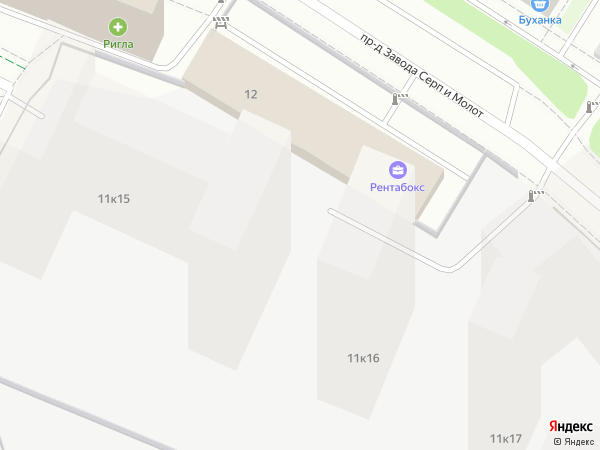 Буханка
Ригла
пр-д Завода Серп и Молот
12
Рентабокс
11к15
11к16
11к17
Яндекс
© Яндекс